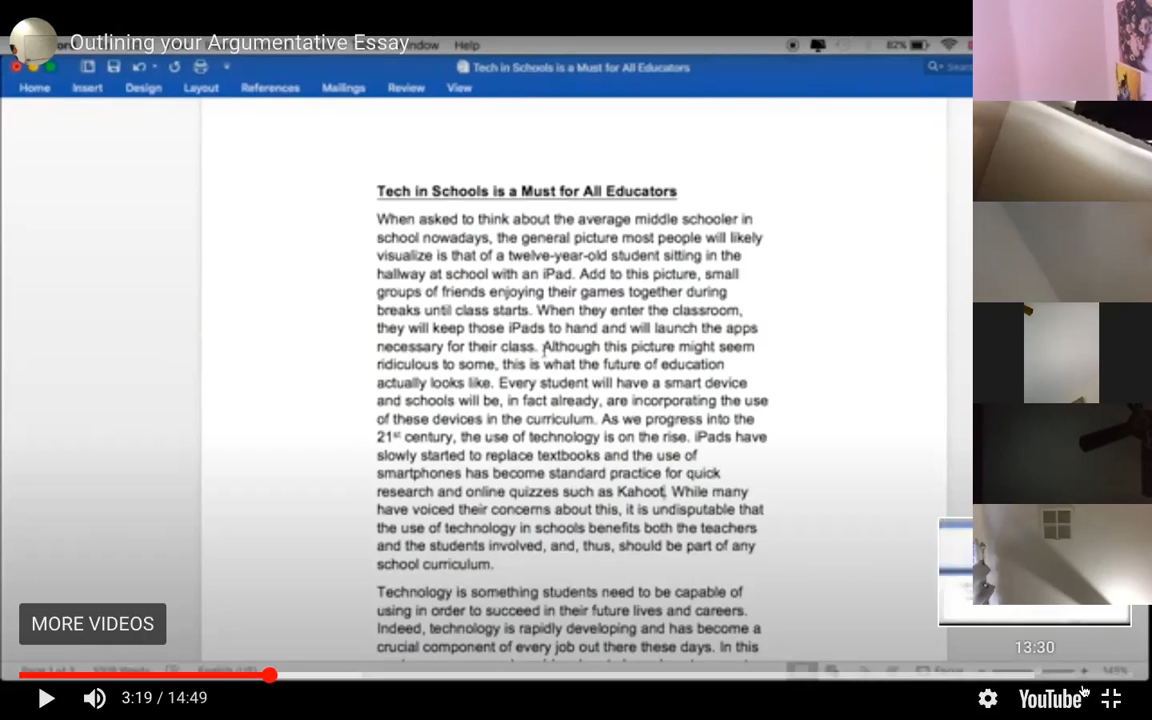 Outlining your Argumentative Essay
Window Help
82%
Tech in Schools is a Must for All Educators
Home Insert Design Layout References Mailings Review View
Tech in Schools is a Must for All Educators
When asked to think about the average middle schooler in
school nowadays, the general picture most people will likely
visualize is that of a twelve-year-old student sitting in the
hallway at school with an iPad. Add to this picture, small
groups of friends enjoying their games together during
breaks until class starts. When they enter the classroom,
they will keep those iPads to hand and will launch the apps
necessary for their class. Although this picture might seem
ridiculous to some, this is what the future of education
actually looks like. Every student will have a smart device
and schools will be, in fact already, are incorporating the use
of these devices in the curriculum. As we progress into the
21st century, the use of technology is on the rise. iPads have
slowly started to replace textbooks and the use of
smartphones has become standard practice for quick
research and online quizzes such as Kahoot. While many
have voiced their concerns about this, it is undisputable that
the use of technology in schools benefits both the teachers
and the students involved, and, thus, should be part of any
school curriculum.
Technology is something students need to be capable of
using in order to succeed in their future lives and careers.
Indeed, technology is rapidly developing and has become a
crucial component of every job out there these days. In this
MORE VIDEOS
13:30
3:19 / 14:49
YouTube